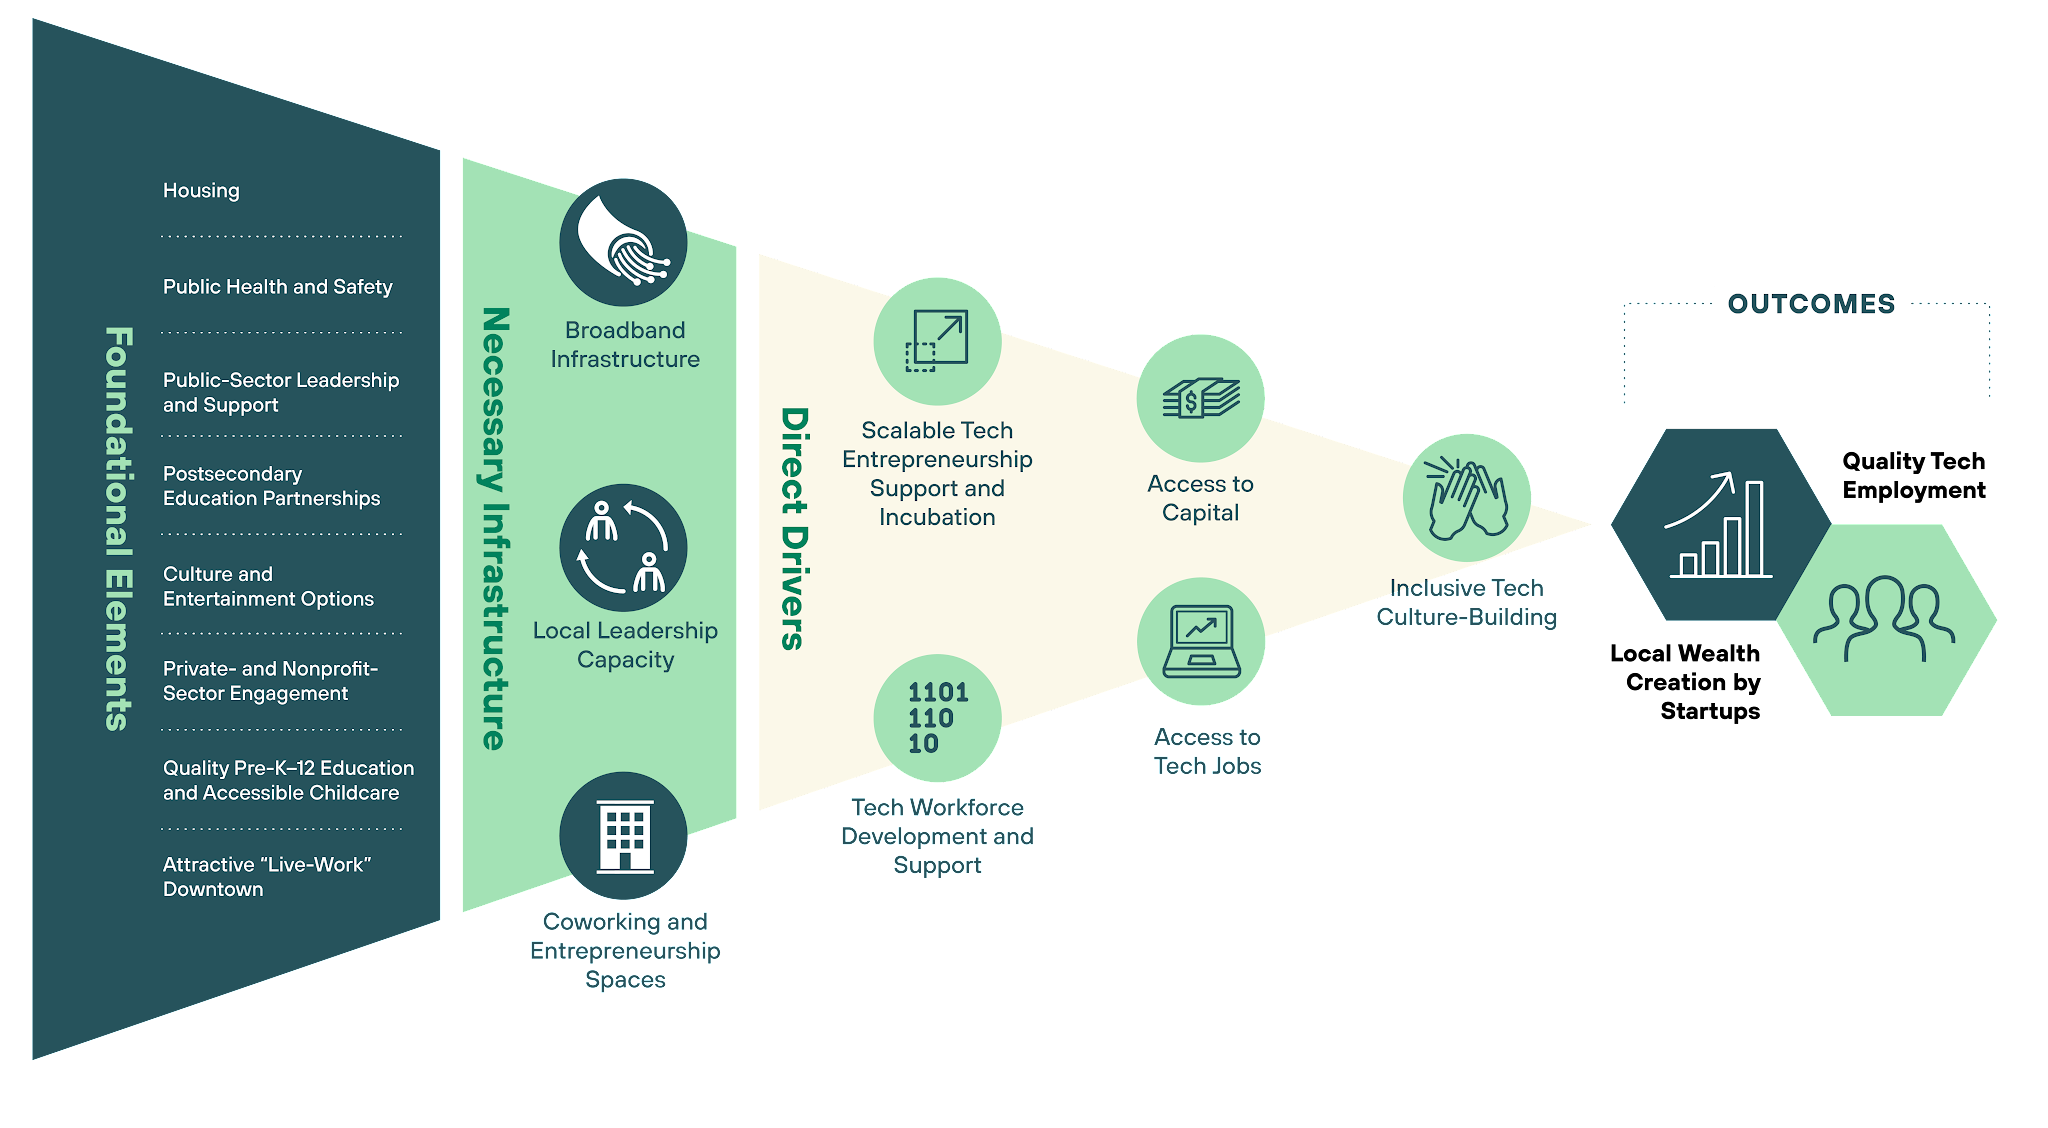 Foundational Elements
Housing
Public Health and Safety
Public-Sector Leadership
and Support
Postsecondary
Education Partnerships
Culture and
Entertainment Options
Private- and Nonprofit-
Sector Engagement
Quality Pre-K–12 Education
and Accessible Childcare
Attractive “Live-Work”
Downtown
Necessary Infrastructure
Broadband
Infrastructure
Local Leadership
Capacity
Coworking and
Entrepreneurship
Spaces
Direct Drivers
Scalable Tech
Entrepreneurship
Support and
Incubation
1101
110
10
Tech Workforce
Development and
Support
$
Access to
Capital
Access to
Tech Jobs
Inclusive Tech
Culture-Building
OUTCOMES
Quality Tech
Employment
Local Wealth
Creation by
Startups